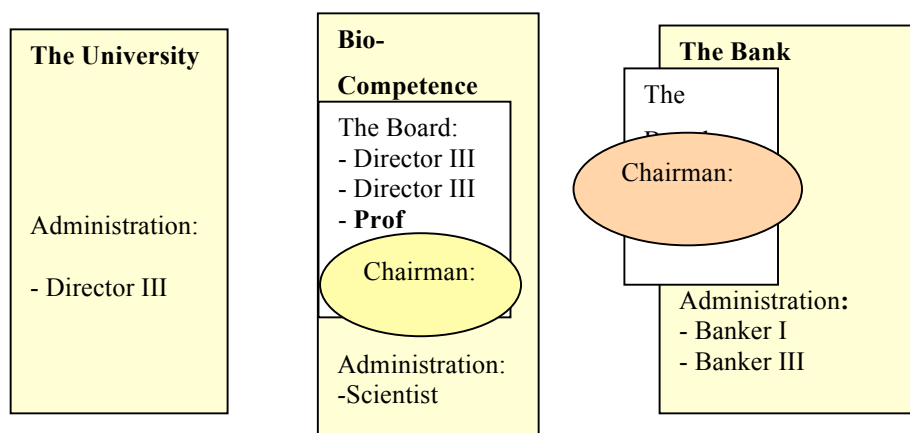 The University
Administration:
- Director III
Bio-
Competence
The Board:
- Director III
- Director III
- Prof
Chairman:
Administration:
-Scientist
The Bank
The
Chairman:
Administration:
- Banker I
- Banker III